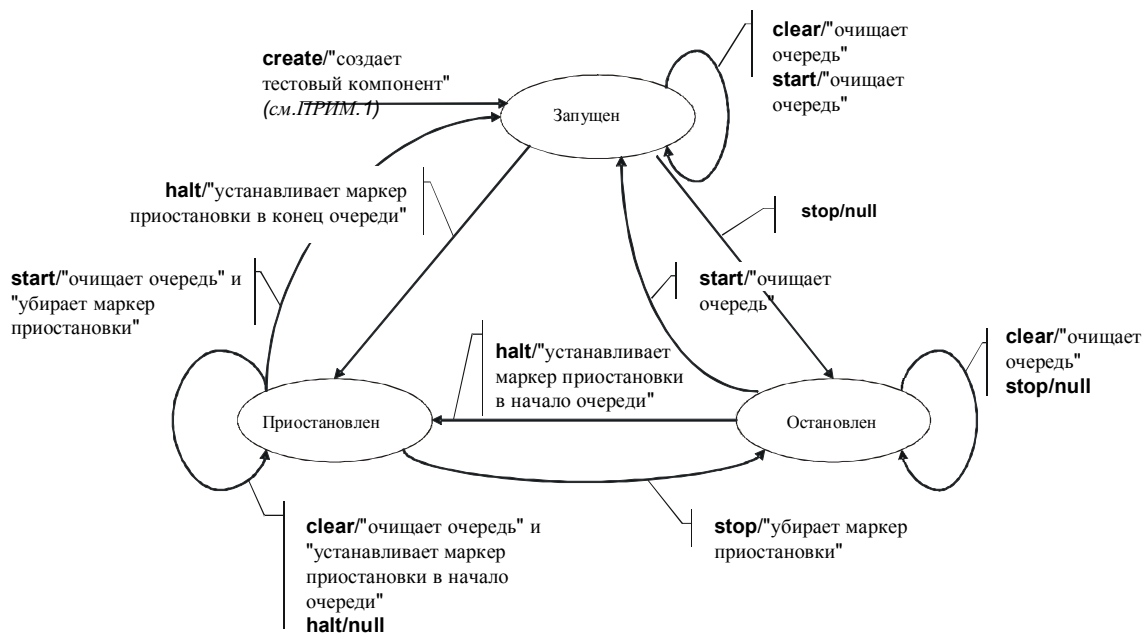 create/"создает
тестовый компонент"
(см.ПРИМ.1)
Запущен
clear/"очищает
очередь"
start/"очищает
очередь"
halt/"устанавливает маркер
приостановки в конец очереди"
stop/null
start/"очищает очередь" и
"убирает маркер
приостановки"
start/"очищает
очередь"
halt/"устанавливает
маркер приостановки
в начало очереди"
clear/"очищает
очередь"
stop/null
Приостановлен
Остановлен
clear/"очищает очередь" и
"устанавливает маркер
приостановки в начало
очереди"
halt/null
stop/"убирает маркер
приостановки"